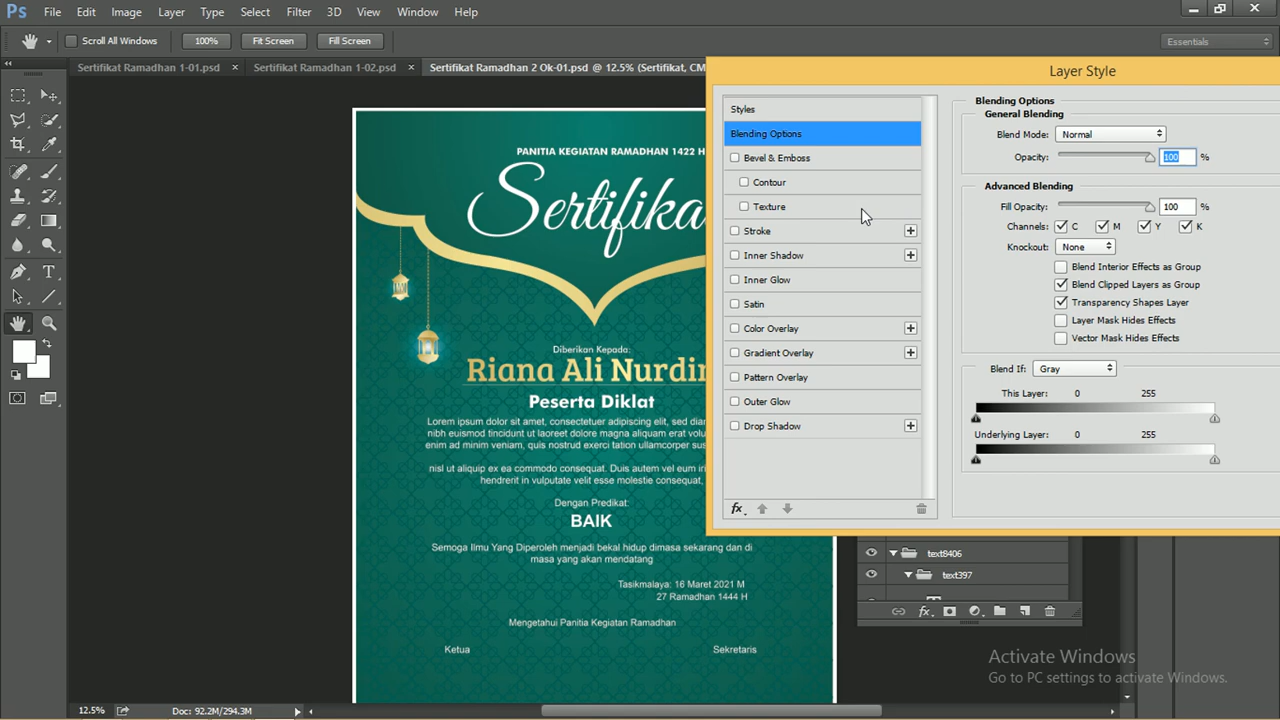 Ps File Edit Image Layer Type Select Filter 3D View Window Help
Scroll All Windows 100% Fit Screen Fill Screen Essentials
Sertifikat Ramadhan 1-01.psd × Sertifikat Ramadhan 1-02.psd × Sertifikat Ramadhan 2 Ok-01.psd @ 12.5% (Sertifikat, CM
Layer Style
Styles
Blending Options
Bevel & Emboss
Contour
Texture
Stroke
Inner Shadow
Inner Glow
Satin
Color Overlay
Gradient Overlay
Pattern Overlay
Outer Glow
Drop Shadow
fx
Blending Options
General Blending
Blend Mode: Normal
Opacity: 100 %
Advanced Blending
Fill Opacity: 100 %
Channels: C M Y K
Knockout: None
Blend Interior Effects as Group
Blend Clipped Layers as Group
Transparency Shapes Layer
Layer Mask Hides Effects
Vector Mask Hides Effects
Blend If: Gray
This Layer: 0 255
Underlying Layer: 0 255
PANITIA KEGIATAN RAMADHAN 1422 H
Sertifika
Diberikan Kepada:
Riana Ali Nurdin
Peserta Diklat
Lorem ipsum dolor sit amet, consectetuer adipiscing elit, sed dian
nibh euismod tincidunt ut laoreet dolore magna aliquam erat volu
enim ad minim veniam, quis nostrud exerci tation ullamcorper sus
nisl ut aliquip ex ea commodo consequat. Duis autem vel eum iri
hendrerit in vulputate velit esse molestie consequat,
Dengan Predikat:
BAIK
Semoga Ilmu Yang Diperoleh menjadi bekal hidup dimasa sekarang dan di
masa yang akan mendatang
Tasikmalaya: 16 Maret 2021 M
27 Ramadhan 1444 H
Mengetahui Panitia Kegiatan Ramadhan
Ketua Sekretaris
text8406
text397
fx
Activate Windows
Go to PC settings to activate Windows.
12.5% Doc: 92.2M/294.3M